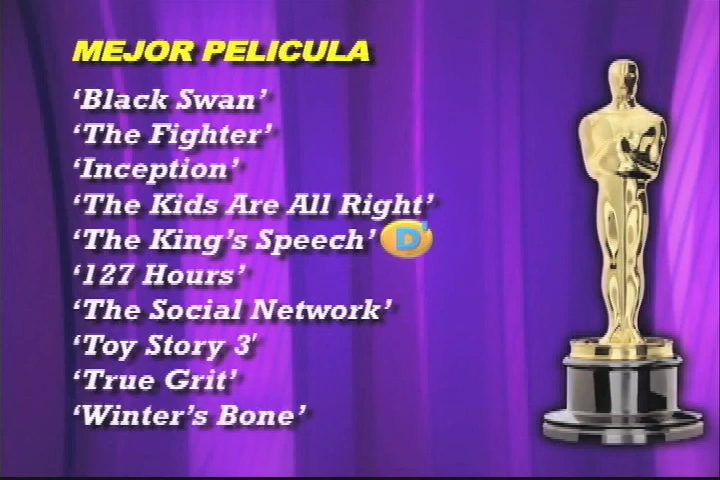 MEJOR PELICULA
‘Black Swan’
‘The Fighter’
‘Inception’
‘The Kids Are All Right’
‘The King’s Speech’ D’
‘127 Hours’
‘The Social Network’
‘Toy Story 3'
‘True Grit’
‘Winter’s Bone’